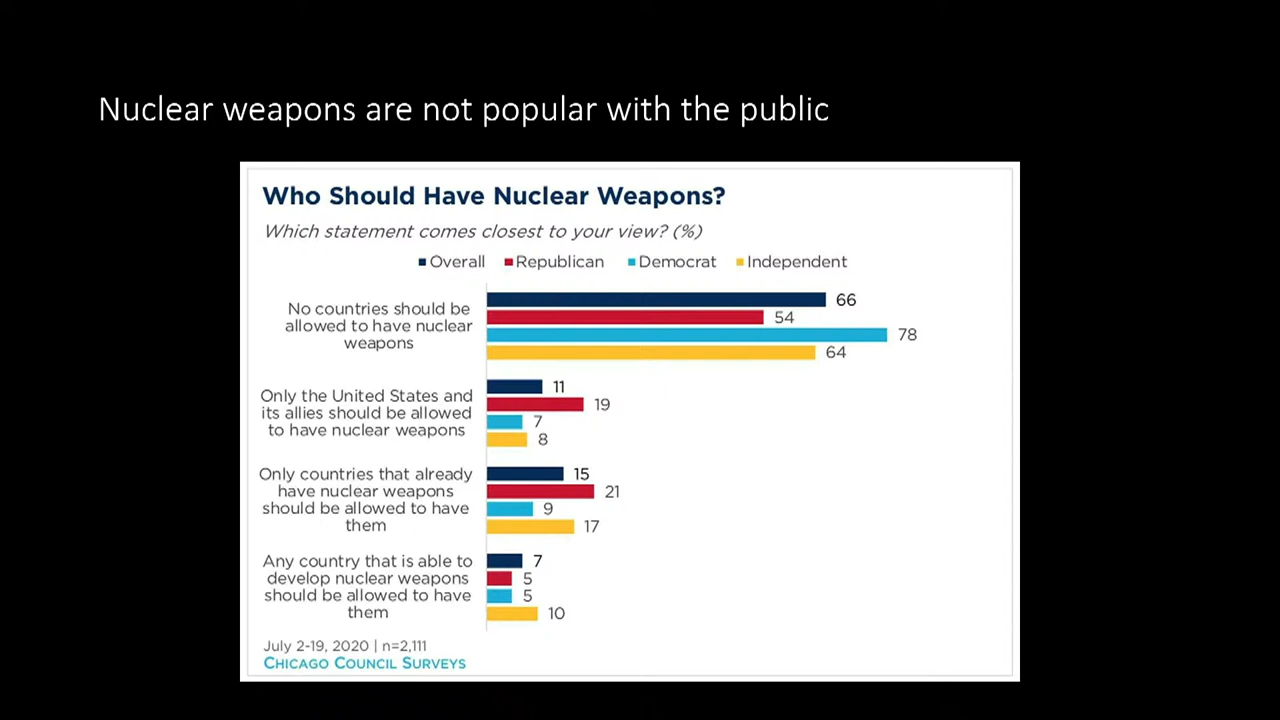 Nuclear weapons are not popular with the public
Who Should Have Nuclear Weapons?
Which statement comes closest to your view? (%)
Overall Republican Democrat Independent
No countries should be
allowed to have nuclear
weapons
66
54
78
64
Only the United States and
its allies should be allowed
to have nuclear weapons
11
19
7
8
Only countries that already
have nuclear weapons
should be allowed to have
them
15
21
9
17
Any country that is able to
develop nuclear weapons
should be allowed to have
them
7
5
5
10
July 2-19, 2020 | n=2,111
CHICAGO COUNCIL SURVEYS